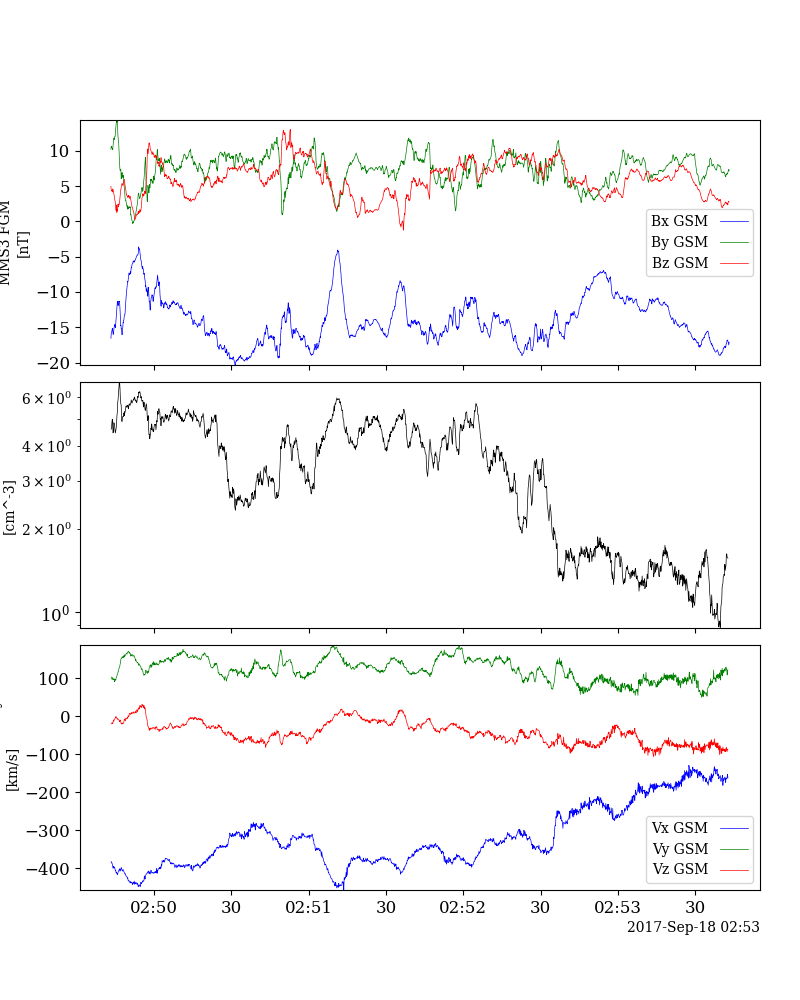 MMS3 FGM
[nT]
10
5
0
−5
−10
−15
−20
Bx GSM
By GSM
Bz GSM
[cm^-3]
6 × 10⁰
4 × 10⁰
3 × 10⁰
2 × 10⁰
10⁰
[km/s]
100
0
−100
−200
−300
−400
Vx GSM
Vy GSM
Vz GSM
02:50 30 02:51 30 02:52 30 02:53 30
2017-Sep-18 02:53